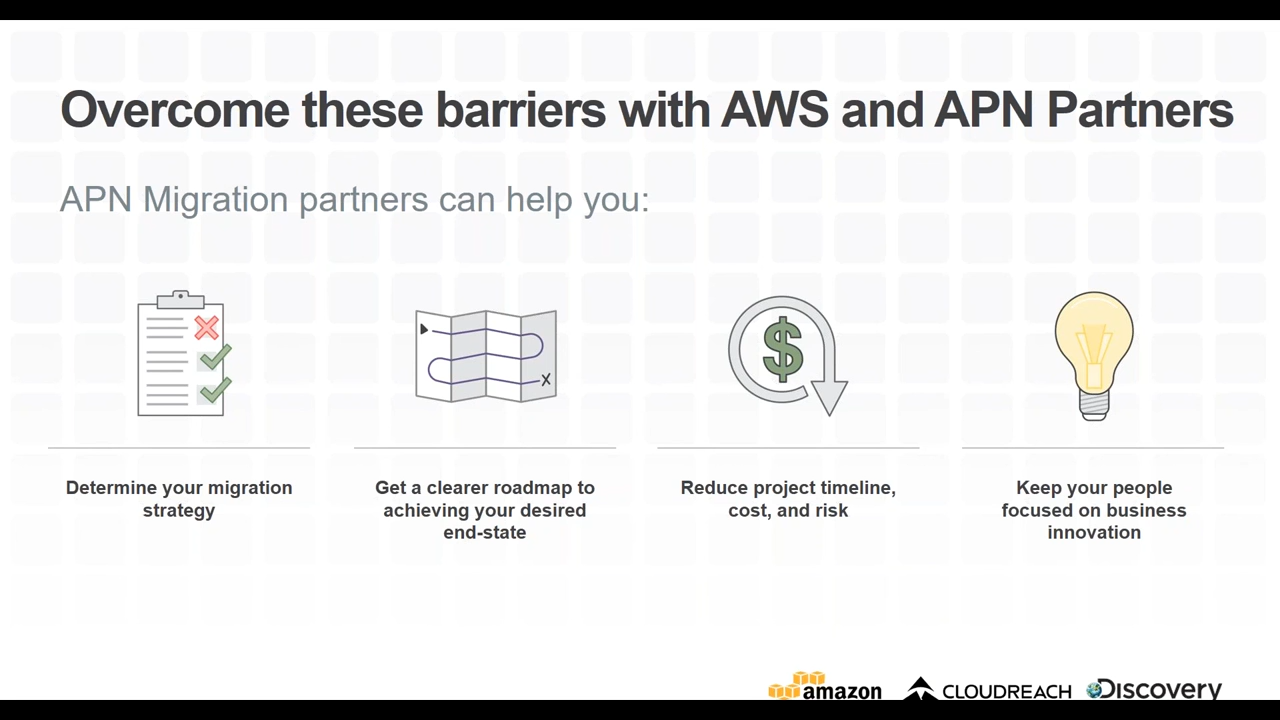 Overcome these barriers with AWS and APN Partners
APN Migration partners can help you:
Determine your migration
strategy
Get a clearer roadmap to
achieving your desired
end-state
Reduce project timeline,
cost, and risk
Keep your people
focused on business
innovation
amazon
CLOUDREACH
Discovery